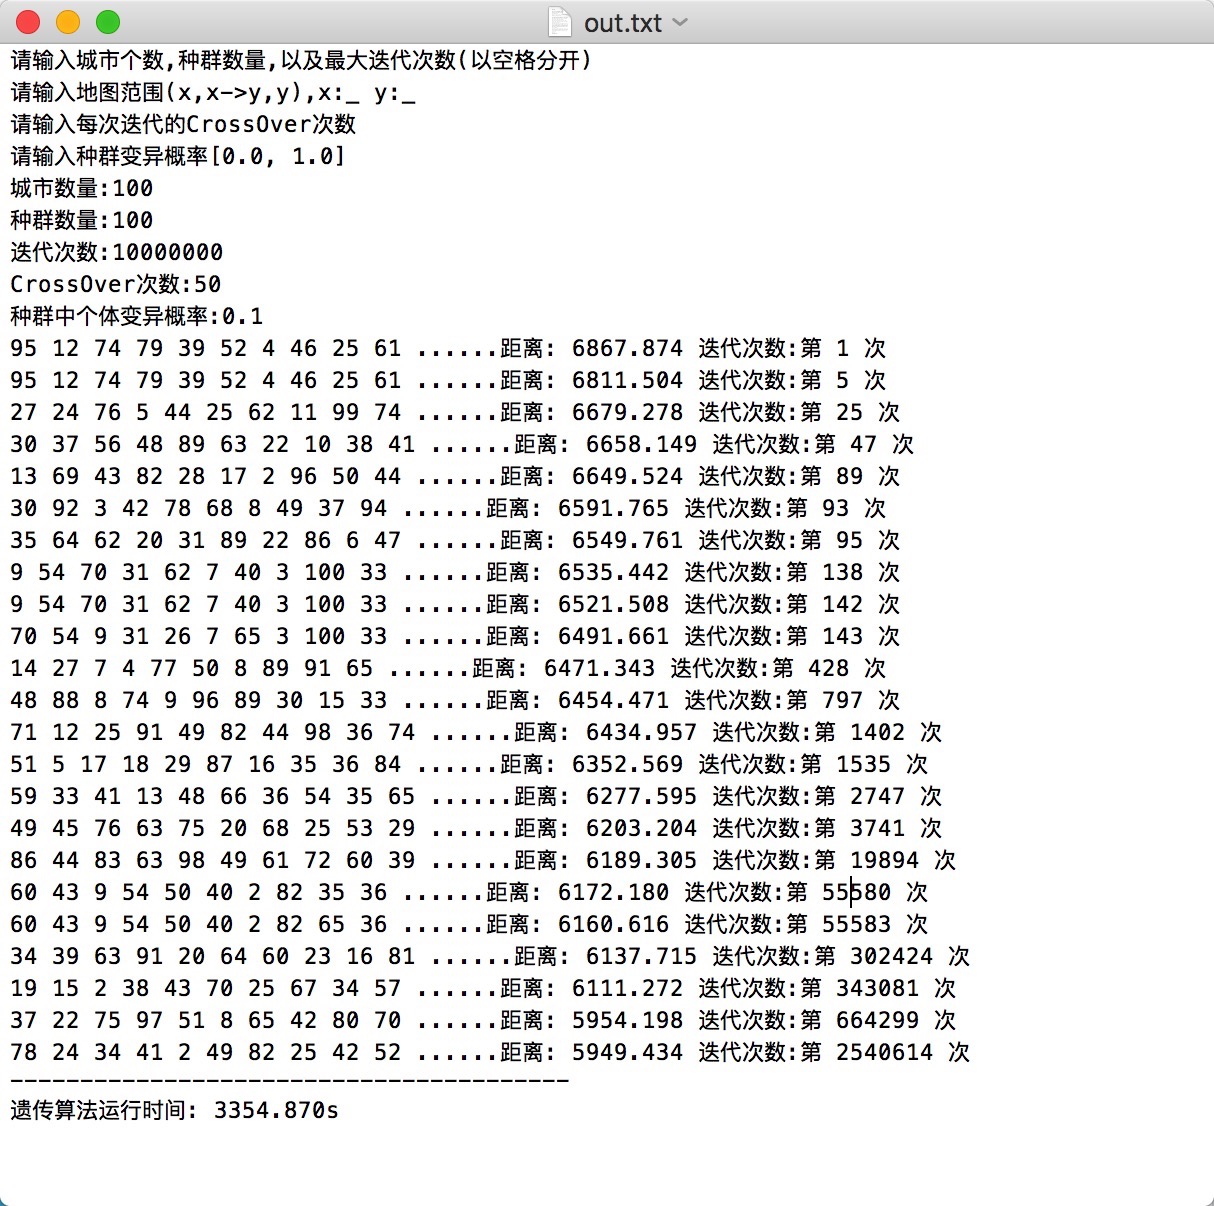 out.txt
请输入城市个数,种群数量,以及最大迭代次数(以空格分开)
请输入地图范围(x,x->y,y),x:_ y:_
请输入每次迭代的CrossOver次数
请输入种群变异概率[0.0, 1.0]
城市数量:100
种群数量:100
迭代次数:10000000
CrossOver次数:50
种群中个体变异概率:0.1
95 12 74 79 39 52 4 46 25 61 ......距离: 6867.874 迭代次数:第 1 次
95 12 74 79 39 52 4 46 25 61 ......距离: 6811.504 迭代次数:第 5 次
27 24 76 5 44 25 62 11 99 74 ......距离: 6679.278 迭代次数:第 25 次
30 37 56 48 89 63 22 10 38 41 ......距离: 6658.149 迭代次数:第 47 次
13 69 43 82 28 17 2 96 50 44 ......距离: 6649.524 迭代次数:第 89 次
30 92 3 42 78 68 8 49 37 94 ......距离: 6591.765 迭代次数:第 93 次
35 64 62 20 31 89 22 86 6 47 ......距离: 6549.761 迭代次数:第 95 次
9 54 70 31 62 7 40 3 100 33 ......距离: 6535.442 迭代次数:第 138 次
9 54 70 31 62 7 40 3 100 33 ......距离: 6521.508 迭代次数:第 142 次
70 54 9 31 26 7 65 3 100 33 ......距离: 6491.661 迭代次数:第 143 次
14 27 7 4 77 50 8 89 91 65 ......距离: 6471.343 迭代次数:第 428 次
48 88 8 74 9 96 89 30 15 33 ......距离: 6454.471 迭代次数:第 797 次
71 12 25 91 49 82 44 98 36 74 ......距离: 6434.957 迭代次数:第 1402 次
51 5 17 18 29 87 16 35 36 84 ......距离: 6352.569 迭代次数:第 1535 次
59 33 41 13 48 66 36 54 35 65 ......距离: 6277.595 迭代次数:第 2747 次
49 45 76 63 75 20 68 25 53 29 ......距离: 6203.204 迭代次数:第 3741 次
86 44 83 63 98 49 61 72 60 39 ......距离: 6189.305 迭代次数:第 19894 次
60 43 9 54 50 40 2 82 35 36 ......距离: 6172.180 迭代次数:第 55580 次
60 43 9 54 50 40 2 82 65 36 ......距离: 6160.616 迭代次数:第 55583 次
34 39 63 91 20 64 60 23 16 81 ......距离: 6137.715 迭代次数:第 302424 次
19 15 2 38 43 70 25 67 34 57 ......距离: 6111.272 迭代次数:第 343081 次
37 22 75 97 51 8 65 42 80 70 ......距离: 5954.198 迭代次数:第 664299 次
78 24 34 41 2 49 82 25 42 52 ......距离: 5949.434 迭代次数:第 2540614 次
----------------------------------------
遗传算法运行时间: 3354.870s